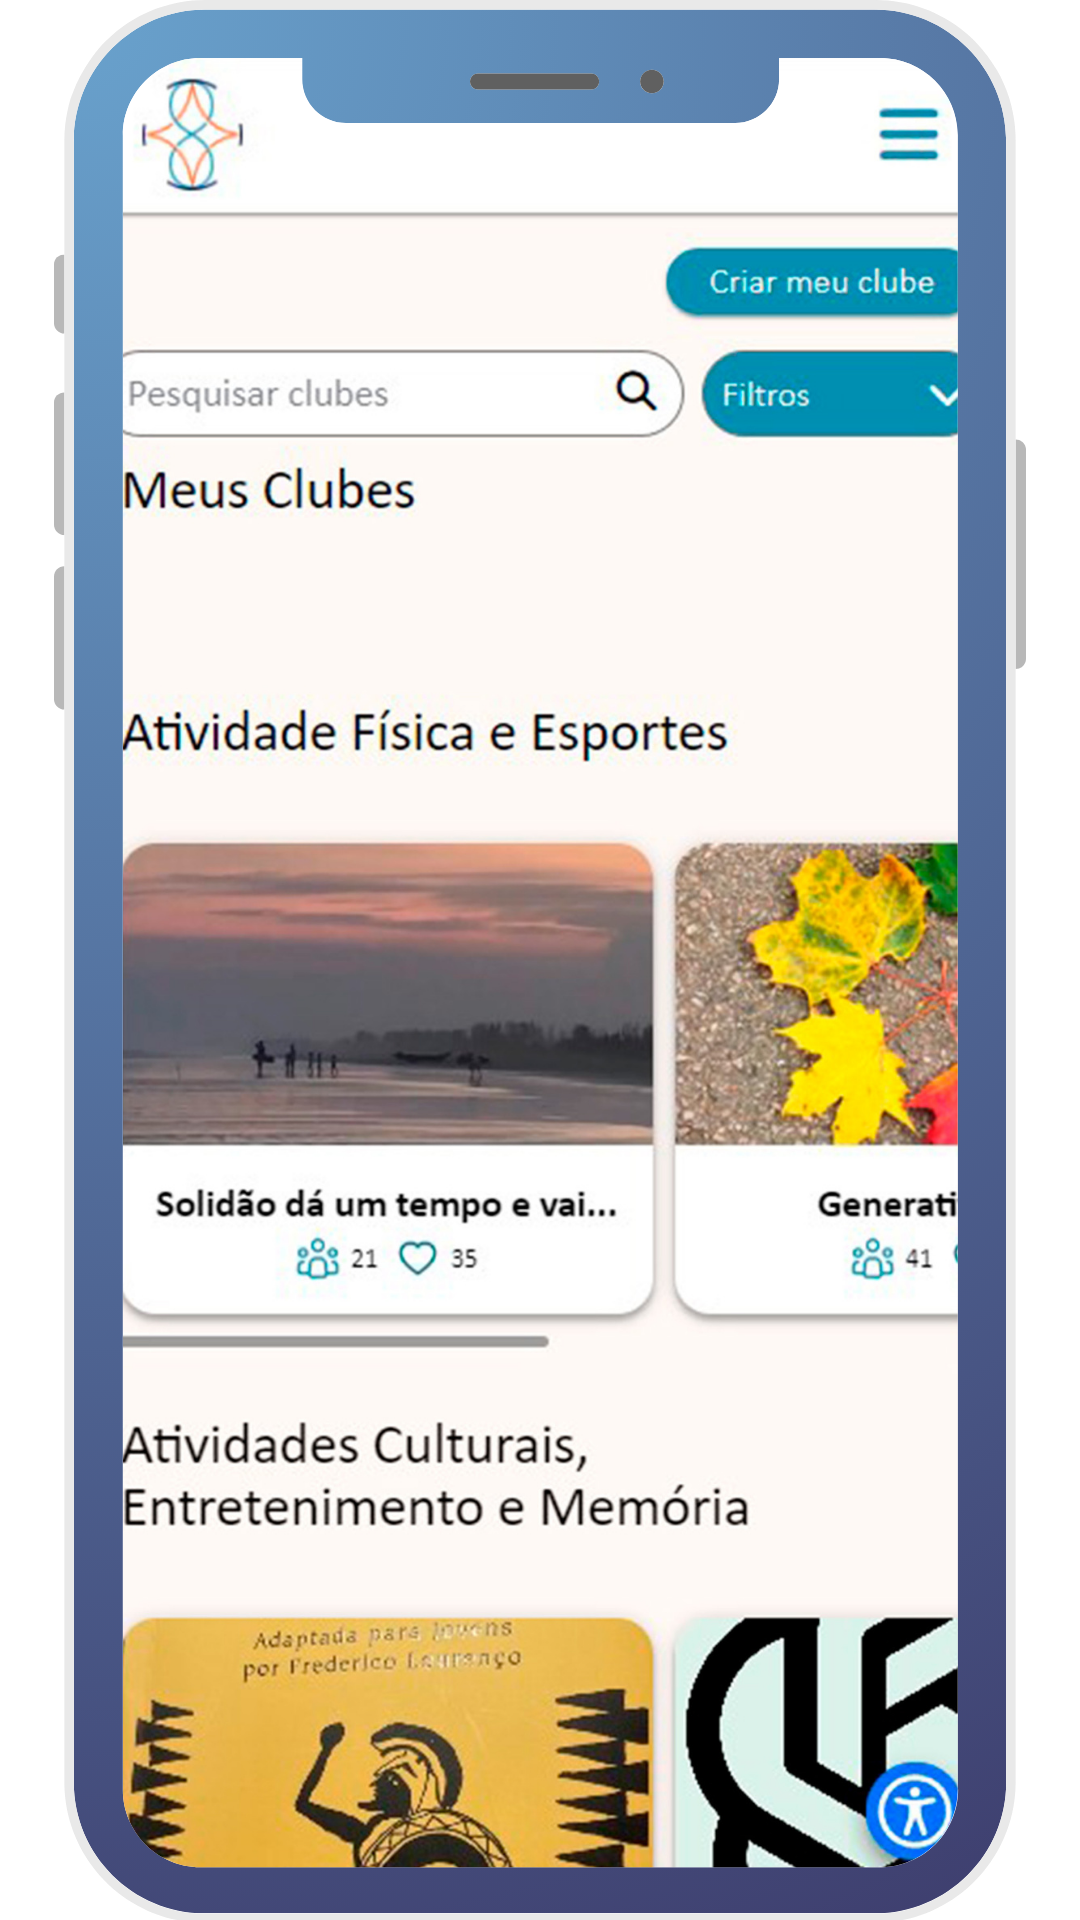 Criar meu clube
Pesquisar clubes
Filtros
Meus Clubes
Atividade Física e Esportes
Solidão dá um tempo e vai...
21 35
Generati
41
Atividades Culturais,
Entretenimento e Memória
Adaptada para Jovens
por Frederico Lourenço